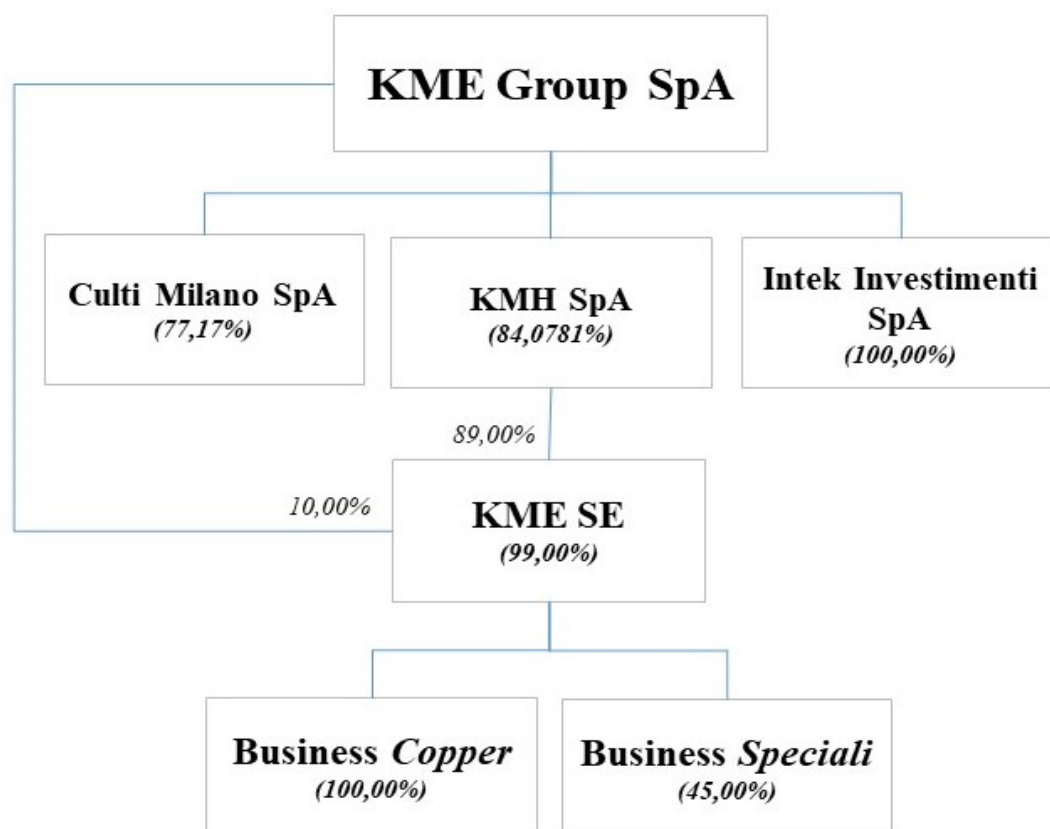 KME Group SpA
Culti Milano SpA
(77,17%)
KMH SpA
(84,0781%)
Intek Investimenti
SpA
(100,00%)
89,00%
10,00%
KME SE
(99,00%)
Business Copper
(100,00%)
Business Speciali
(45,00%)